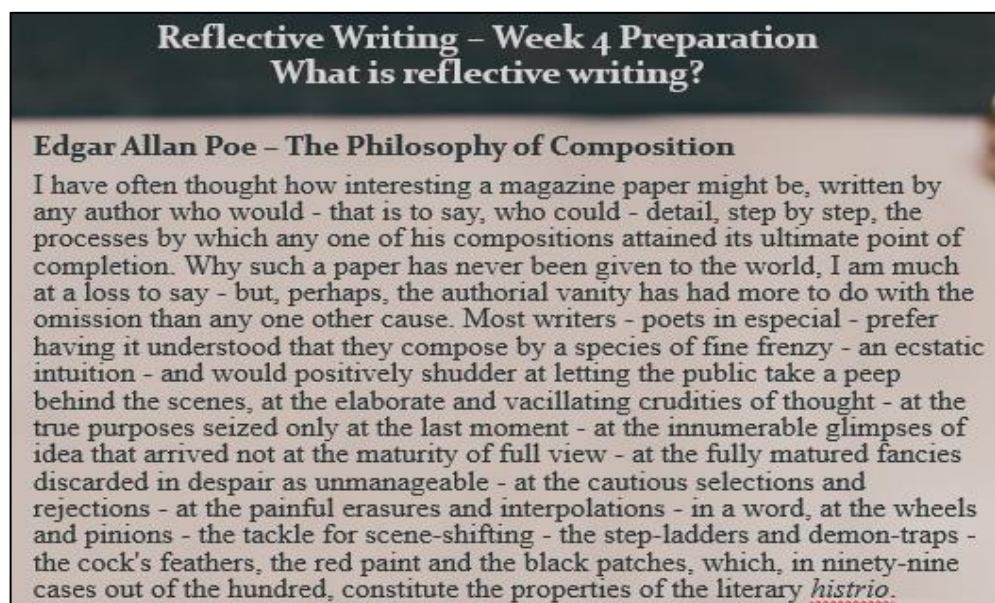 Reflective Writing – Week 4 Preparation
What is reflective writing?
Edgar Allan Poe – The Philosophy of Composition
I have often thought how interesting a magazine paper might be, written by
any author who would - that is to say, who could - detail, step by step, the
processes by which any one of his compositions attained its ultimate point of
completion. Why such a paper has never been given to the world, I am much
at a loss to say - but, perhaps, the authorial vanity has had more to do with the
omission than any one other cause. Most writers - poets in especial - prefer
having it understood that they compose by a species of fine frenzy - an ecstatic
intuition - and would positively shudder at letting the public take a peep
behind the scenes, at the elaborate and vacillating crudities of thought - at the
true purposes seized only at the last moment - at the innumerable glimpses of
idea that arrived not at the maturity of full view - at the fully matured fancies
discarded in despair as unmanageable - at the cautious selections and
rejections - at the painful erasures and interpolations - in a word, at the wheels
and pinions - the tackle for scene-shifting - the step-ladders and demon-traps -
the cock's feathers, the red paint and the black patches, which, in ninety-nine
cases out of the hundred, constitute the properties of the literary histrio.